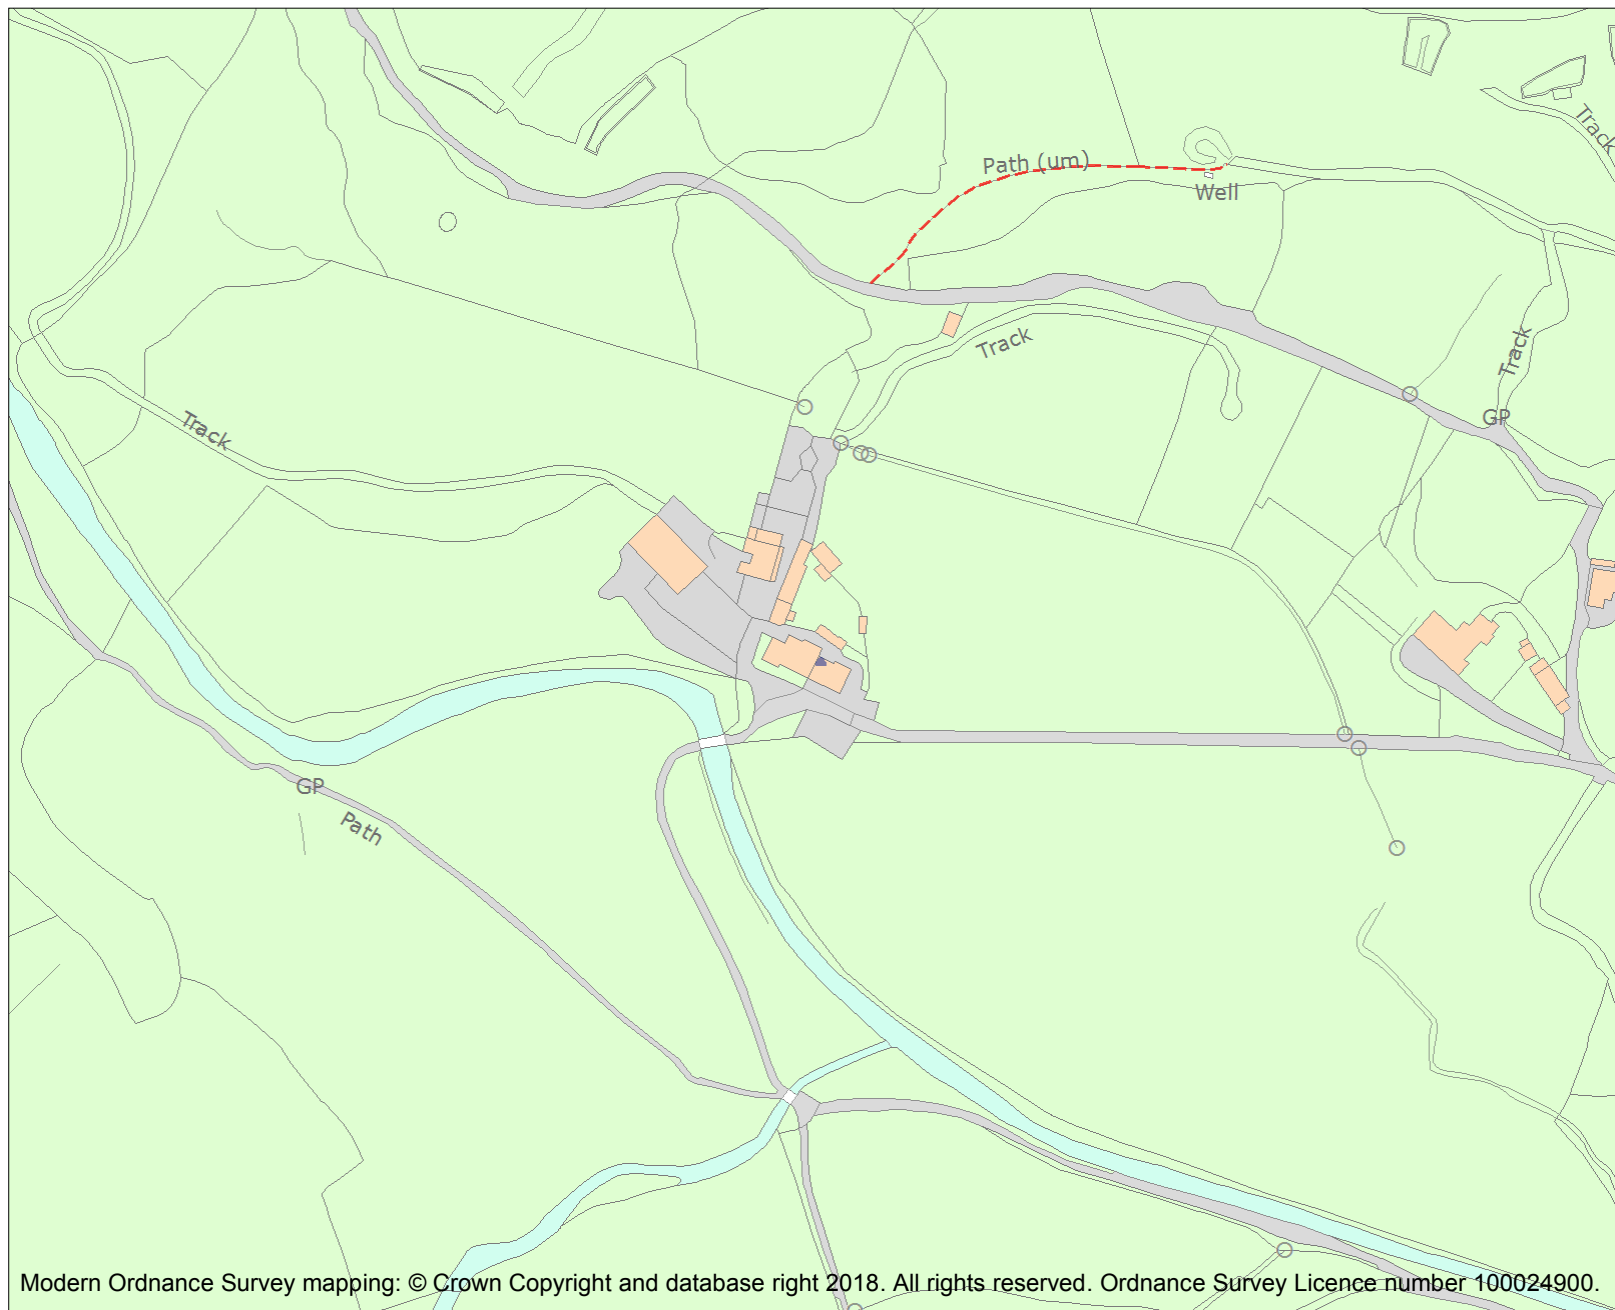 Track
Path (um)
Well
Track
Track
Track
GP
GP
Path
Modern Ordnance Survey mapping: © Crown Copyright and database right 2018. All rights reserved. Ordnance Survey Licence number 100024900.